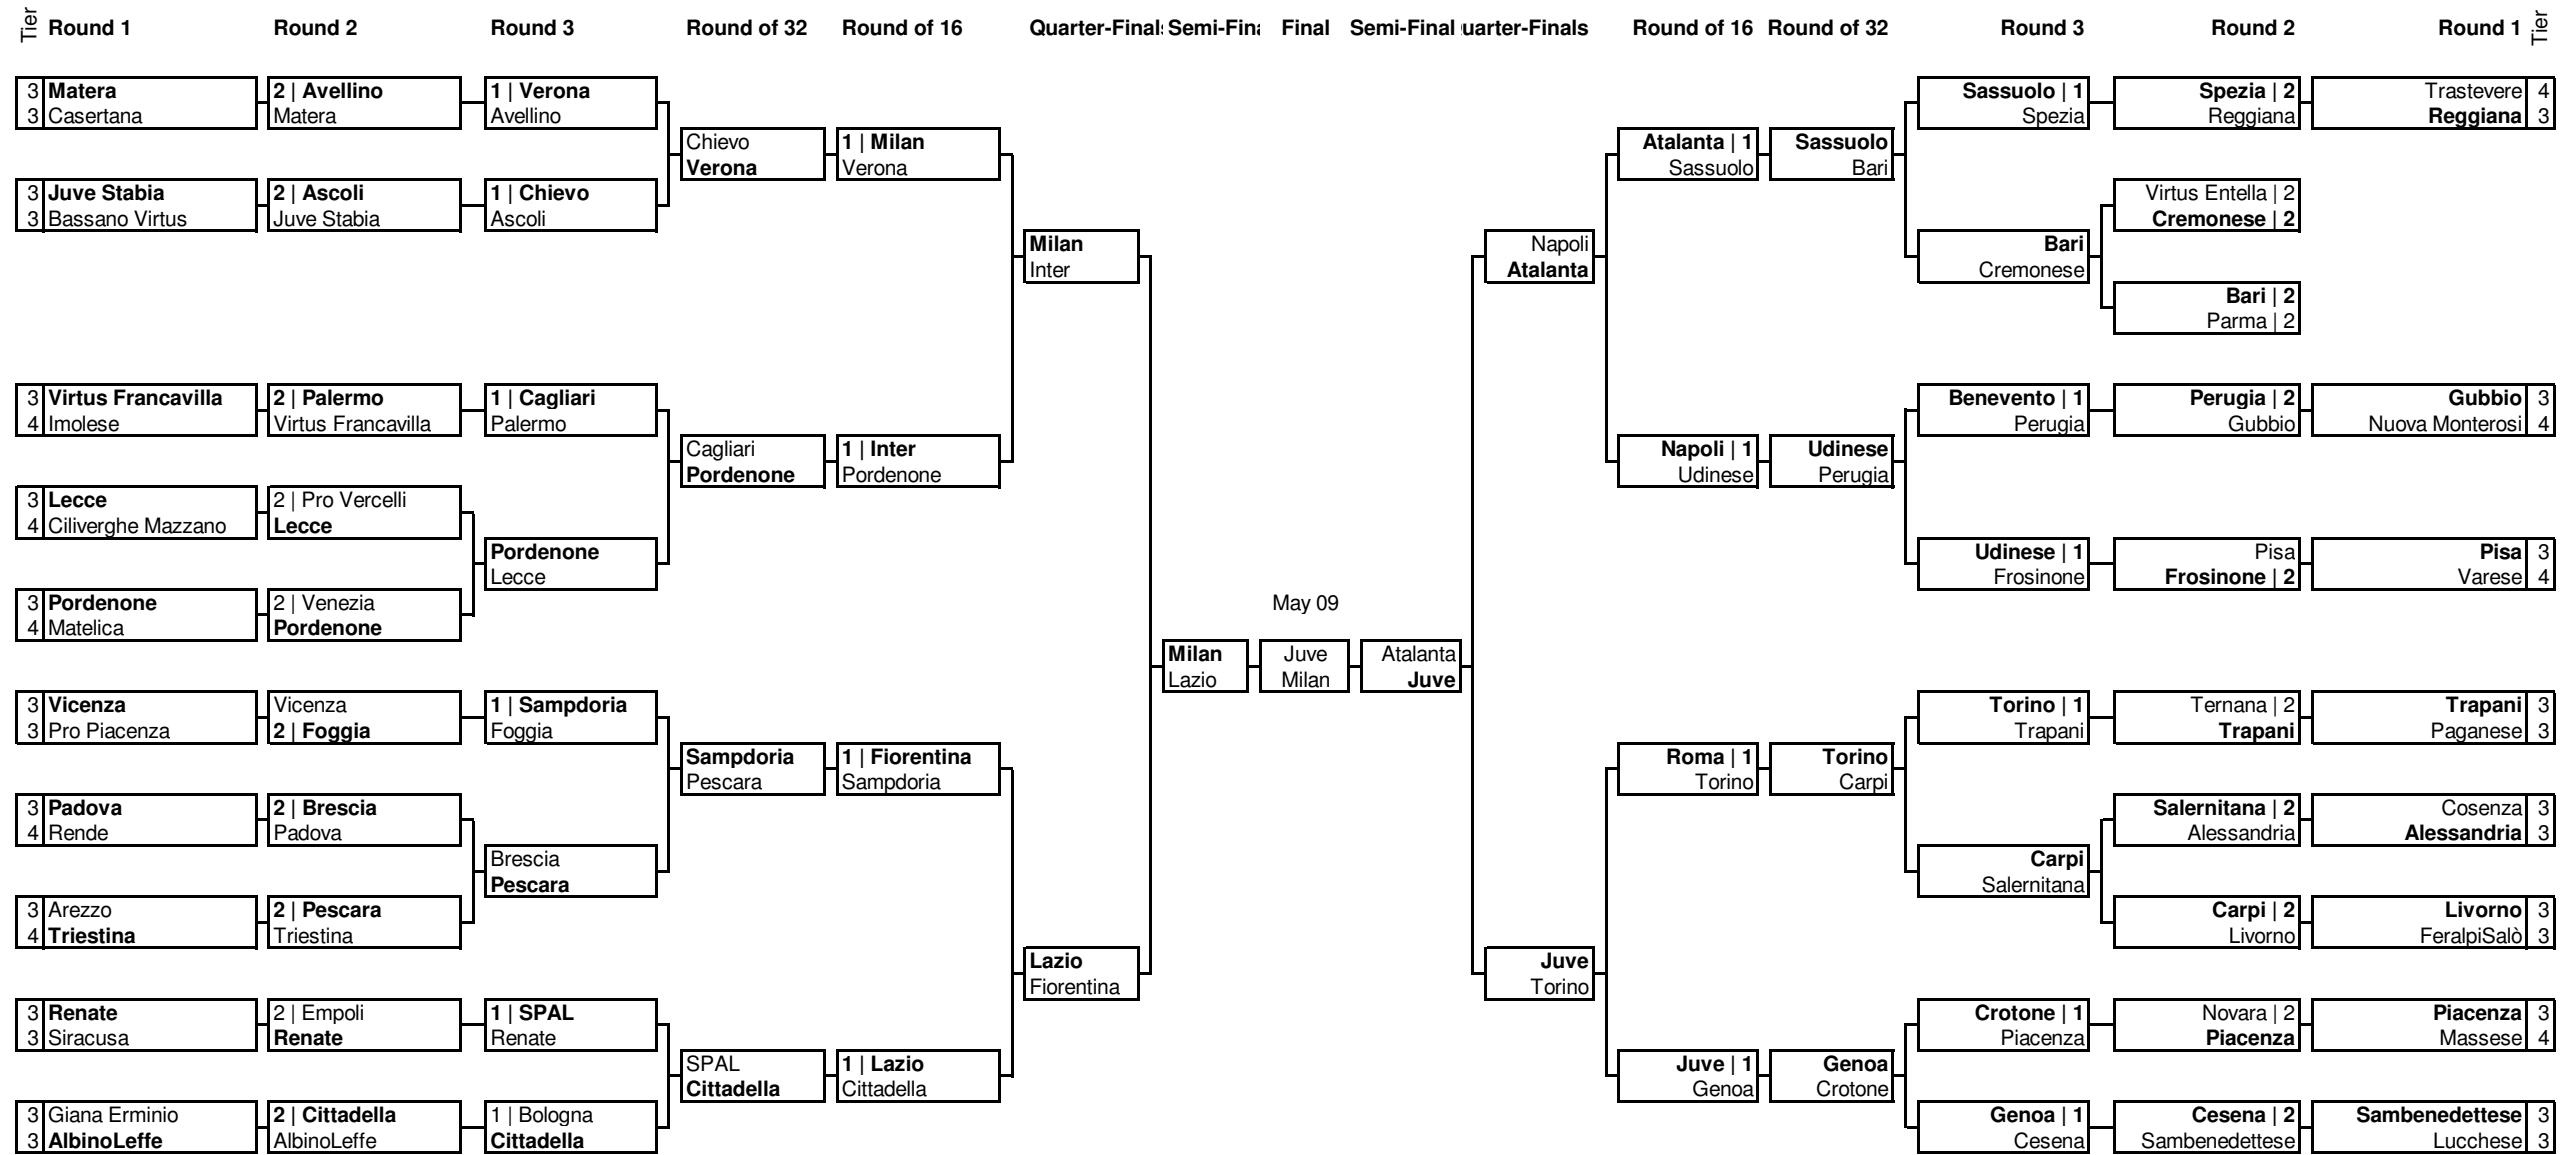 Tier Round 1 Round 2 Round 3 Round of 32 Round of 16 Quarter-Finals Semi-Fina Final Semi-Final uarter-Finals Round of 16 Round of 32 Round 3 Round 2 Round 1 Tier
3 Matera 2 | Avellino 1 | Verona Sassuolo | 1 Spezia | 2 Trastevere 4
3 Casertana Matera Avellino Spezia Reggiana Reggiana 3
Chievo 1 | Milan Atalanta | 1 Sassuolo
Verona Verona Sassuolo Bari
3 Juve Stabia 2 | Ascoli 1 | Chievo Virtus Entella | 2
3 Bassano Virtus Juve Stabia Ascoli Cremonese | 2
Milan Napoli Bari
Inter Atalanta Cremonese
Bari | 2
Parma | 2
3 Virtus Francavilla 2 | Palermo 1 | Cagliari Benevento | 1 Perugia | 2 Gubbio 3
4 Imolese Virtus Francavilla Palermo Perugia Gubbio Nuova Monterosi 4
Cagliari 1 | Inter Napoli | 1 Udinese
Pordenone Pordenone Udinese Perugia
3 Lecce 2 | Pro Vercelli
4 Ciliverghe Mazzano Lecce
Pordenone Udinese | 1 Pisa Pisa 3
Lecce Frosinone Frosinone | 2 Varese 4
3 Pordenone 2 | Venezia May 09
4 Matelica Pordenone
Milan Juve Atalanta
Lazio Milan Juve
3 Vicenza Vicenza 1 | Sampdoria Torino | 1 Ternana | 2 Trapani 3
3 Pro Piacenza 2 | Foggia Foggia Trapani Trapani Paganese 3
Sampdoria 1 | Fiorentina Roma | 1 Torino
Pescara Sampdoria Torino Carpi
3 Padova 2 | Brescia Salernitana | 2 Cosenza 3
4 Rende Padova Alessandria Alessandria 3
Brescia Carpi
Pescara Salernitana
3 Arezzo 2 | Pescara Carpi | 2 Livorno 3
4 Triestina Triestina Livorno FeralpiSalò 3
Lazio Juve
Fiorentina Torino
3 Renate 2 | Empoli 1 | SPAL Crotone | 1 Novara | 2 Piacenza 3
3 Siracusa Renate Renate Piacenza Piacenza Massese 4
SPAL 1 | Lazio Juve | 1 Genoa
Cittadella Cittadella Genoa Crotone
3 Giana Erminio 2 | Cittadella 1 | Bologna Genoa | 1 Cesena | 2 Sambenedettese 3
3 AlbinoLeffe AlbinoLeffe Cittadella Cesena Sambenedettese Lucchese 3